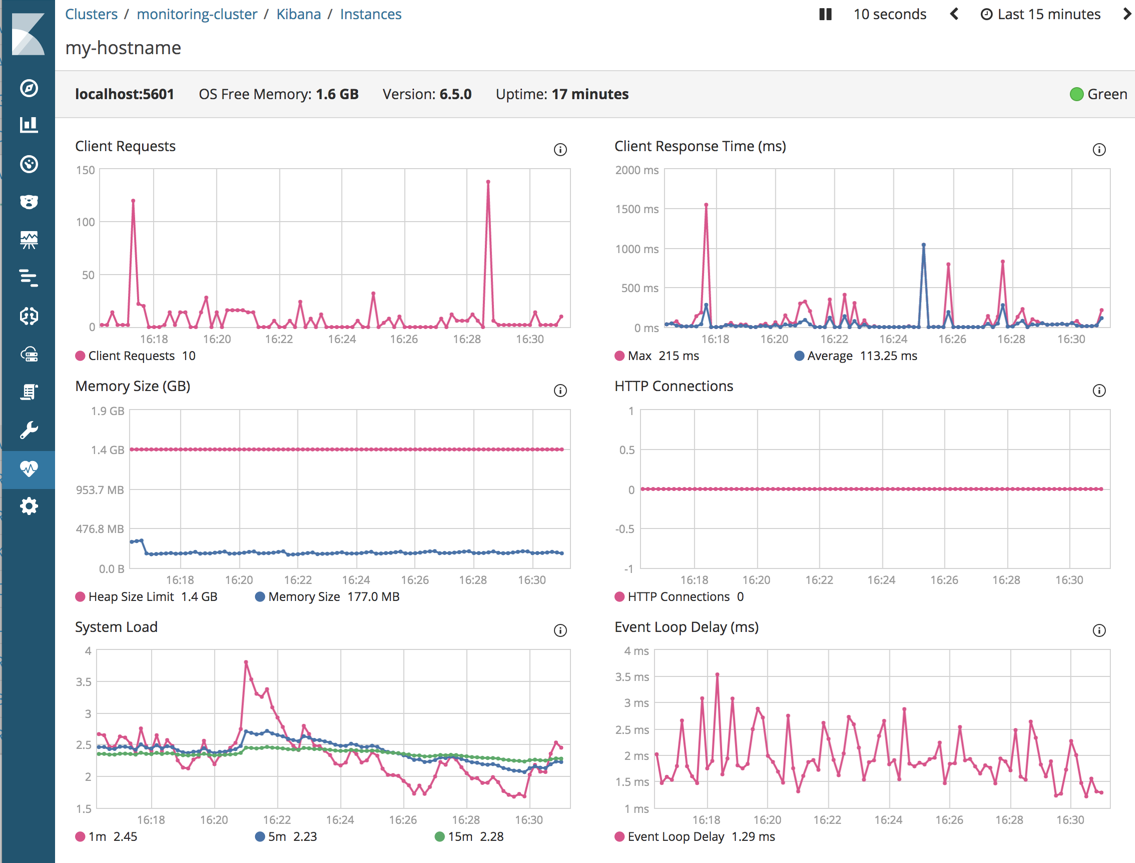 Clusters / monitoring-cluster / Kibana / Instances
10 seconds
Last 15 minutes
my-hostname
localhost:5601 OS Free Memory: 1.6 GB Version: 6.5.0 Uptime: 17 minutes
Green
Client Requests
150
100
50
0
16:18 16:20 16:22 16:24 16:26 16:28 16:30
Client Requests 10
Client Response Time (ms)
2000 ms
1500 ms
1000 ms
500 ms
0 ms
16:18 16:20 16:22 16:24 16:26 16:28 16:30
Max 215 ms Average 113.25 ms
Memory Size (GB)
1.9 GB
1.4 GB
953.7 MB
476.8 MB
0.0 B
16:18 16:20 16:22 16:24 16:26 16:28 16:30
Heap Size Limit 1.4 GB Memory Size 177.0 MB
HTTP Connections
1
0.5
0
-0.5
-1
16:18 16:20 16:22 16:24 16:26 16:28 16:30
HTTP Connections 0
System Load
4
3.5
3
2.5
2
1.5
16:18 16:20 16:22 16:24 16:26 16:28 16:30
1m 2.45 5m 2.23 15m 2.28
Event Loop Delay (ms)
4 ms
3.5 ms
3 ms
2.5 ms
2 ms
1.5 ms
1 ms
16:18 16:20 16:22 16:24 16:26 16:28 16:30
Event Loop Delay 1.29 ms